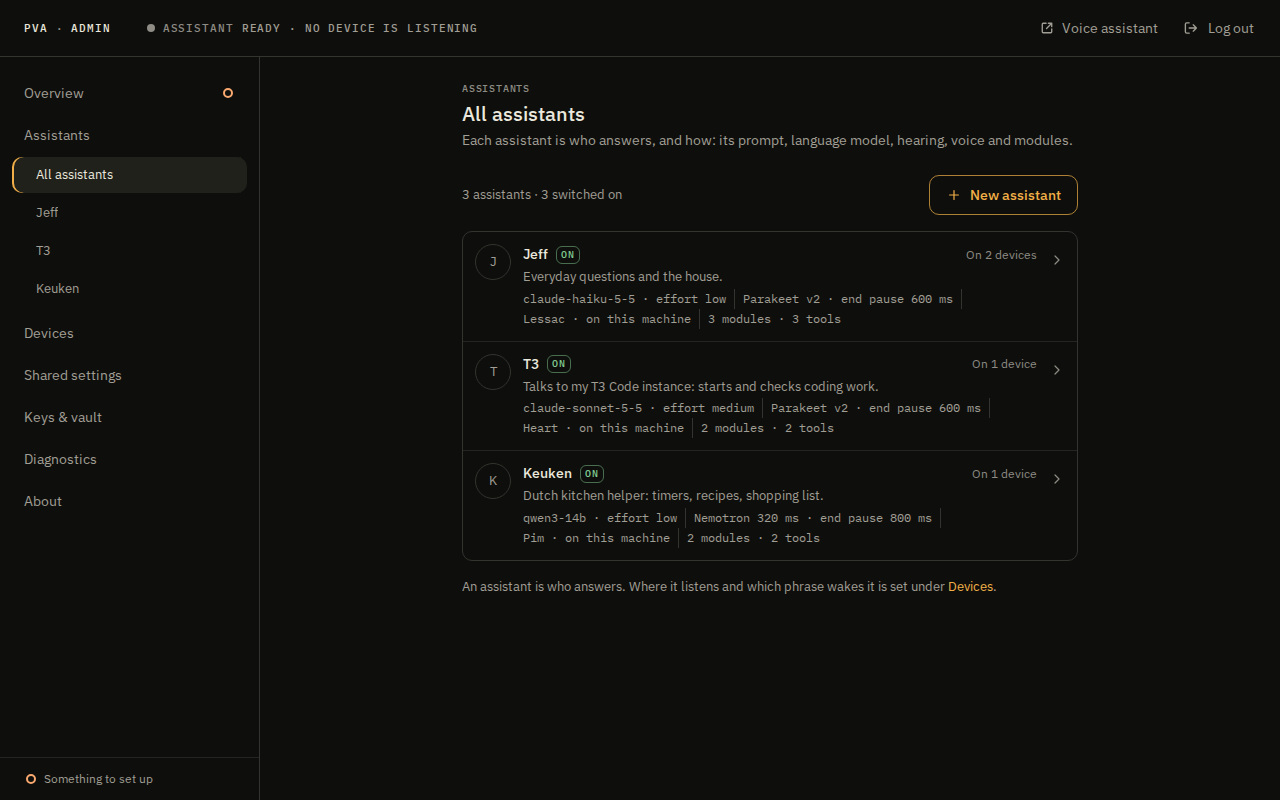 PVA · ADMIN
ASSISTANT READY · NO DEVICE IS LISTENING
Voice assistant
Log out
Overview
Assistants
All assistants
Jeff
T3
Keuken
Devices
Shared settings
Keys & vault
Diagnostics
About
Something to set up
ASSISTANTS
All assistants
Each assistant is who answers, and how: its prompt, language model, hearing, voice and modules.
3 assistants · 3 switched on
New assistant
J
Jeff ON
On 2 devices
Everyday questions and the house.
claude-haiku-5-5 · effort low | Parakeet v2 · end pause 600 ms |
Lessac · on this machine | 3 modules · 3 tools
T
T3 ON
On 1 device
Talks to my T3 Code instance: starts and checks coding work.
claude-sonnet-5-5 · effort medium | Parakeet v2 · end pause 600 ms |
Heart · on this machine | 2 modules · 2 tools
K
Keuken ON
On 1 device
Dutch kitchen helper: timers, recipes, shopping list.
qwen3-14b · effort low | Nemotron 320 ms · end pause 800 ms |
Pim · on this machine | 2 modules · 2 tools
An assistant is who answers. Where it listens and which phrase wakes it is set under Devices.